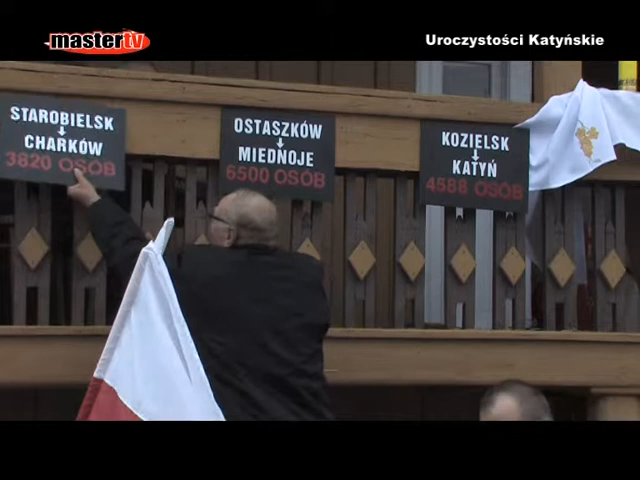 mastertv
Uroczystości Katyńskie
STAROBIELSK
↓
CHARKÓW
3820 OSÓB
OSTASZKÓW
↓
MIEDNOJE
6500 OSÓB
KOZIELSK
↓
KATYŃ
4588 OSÓB